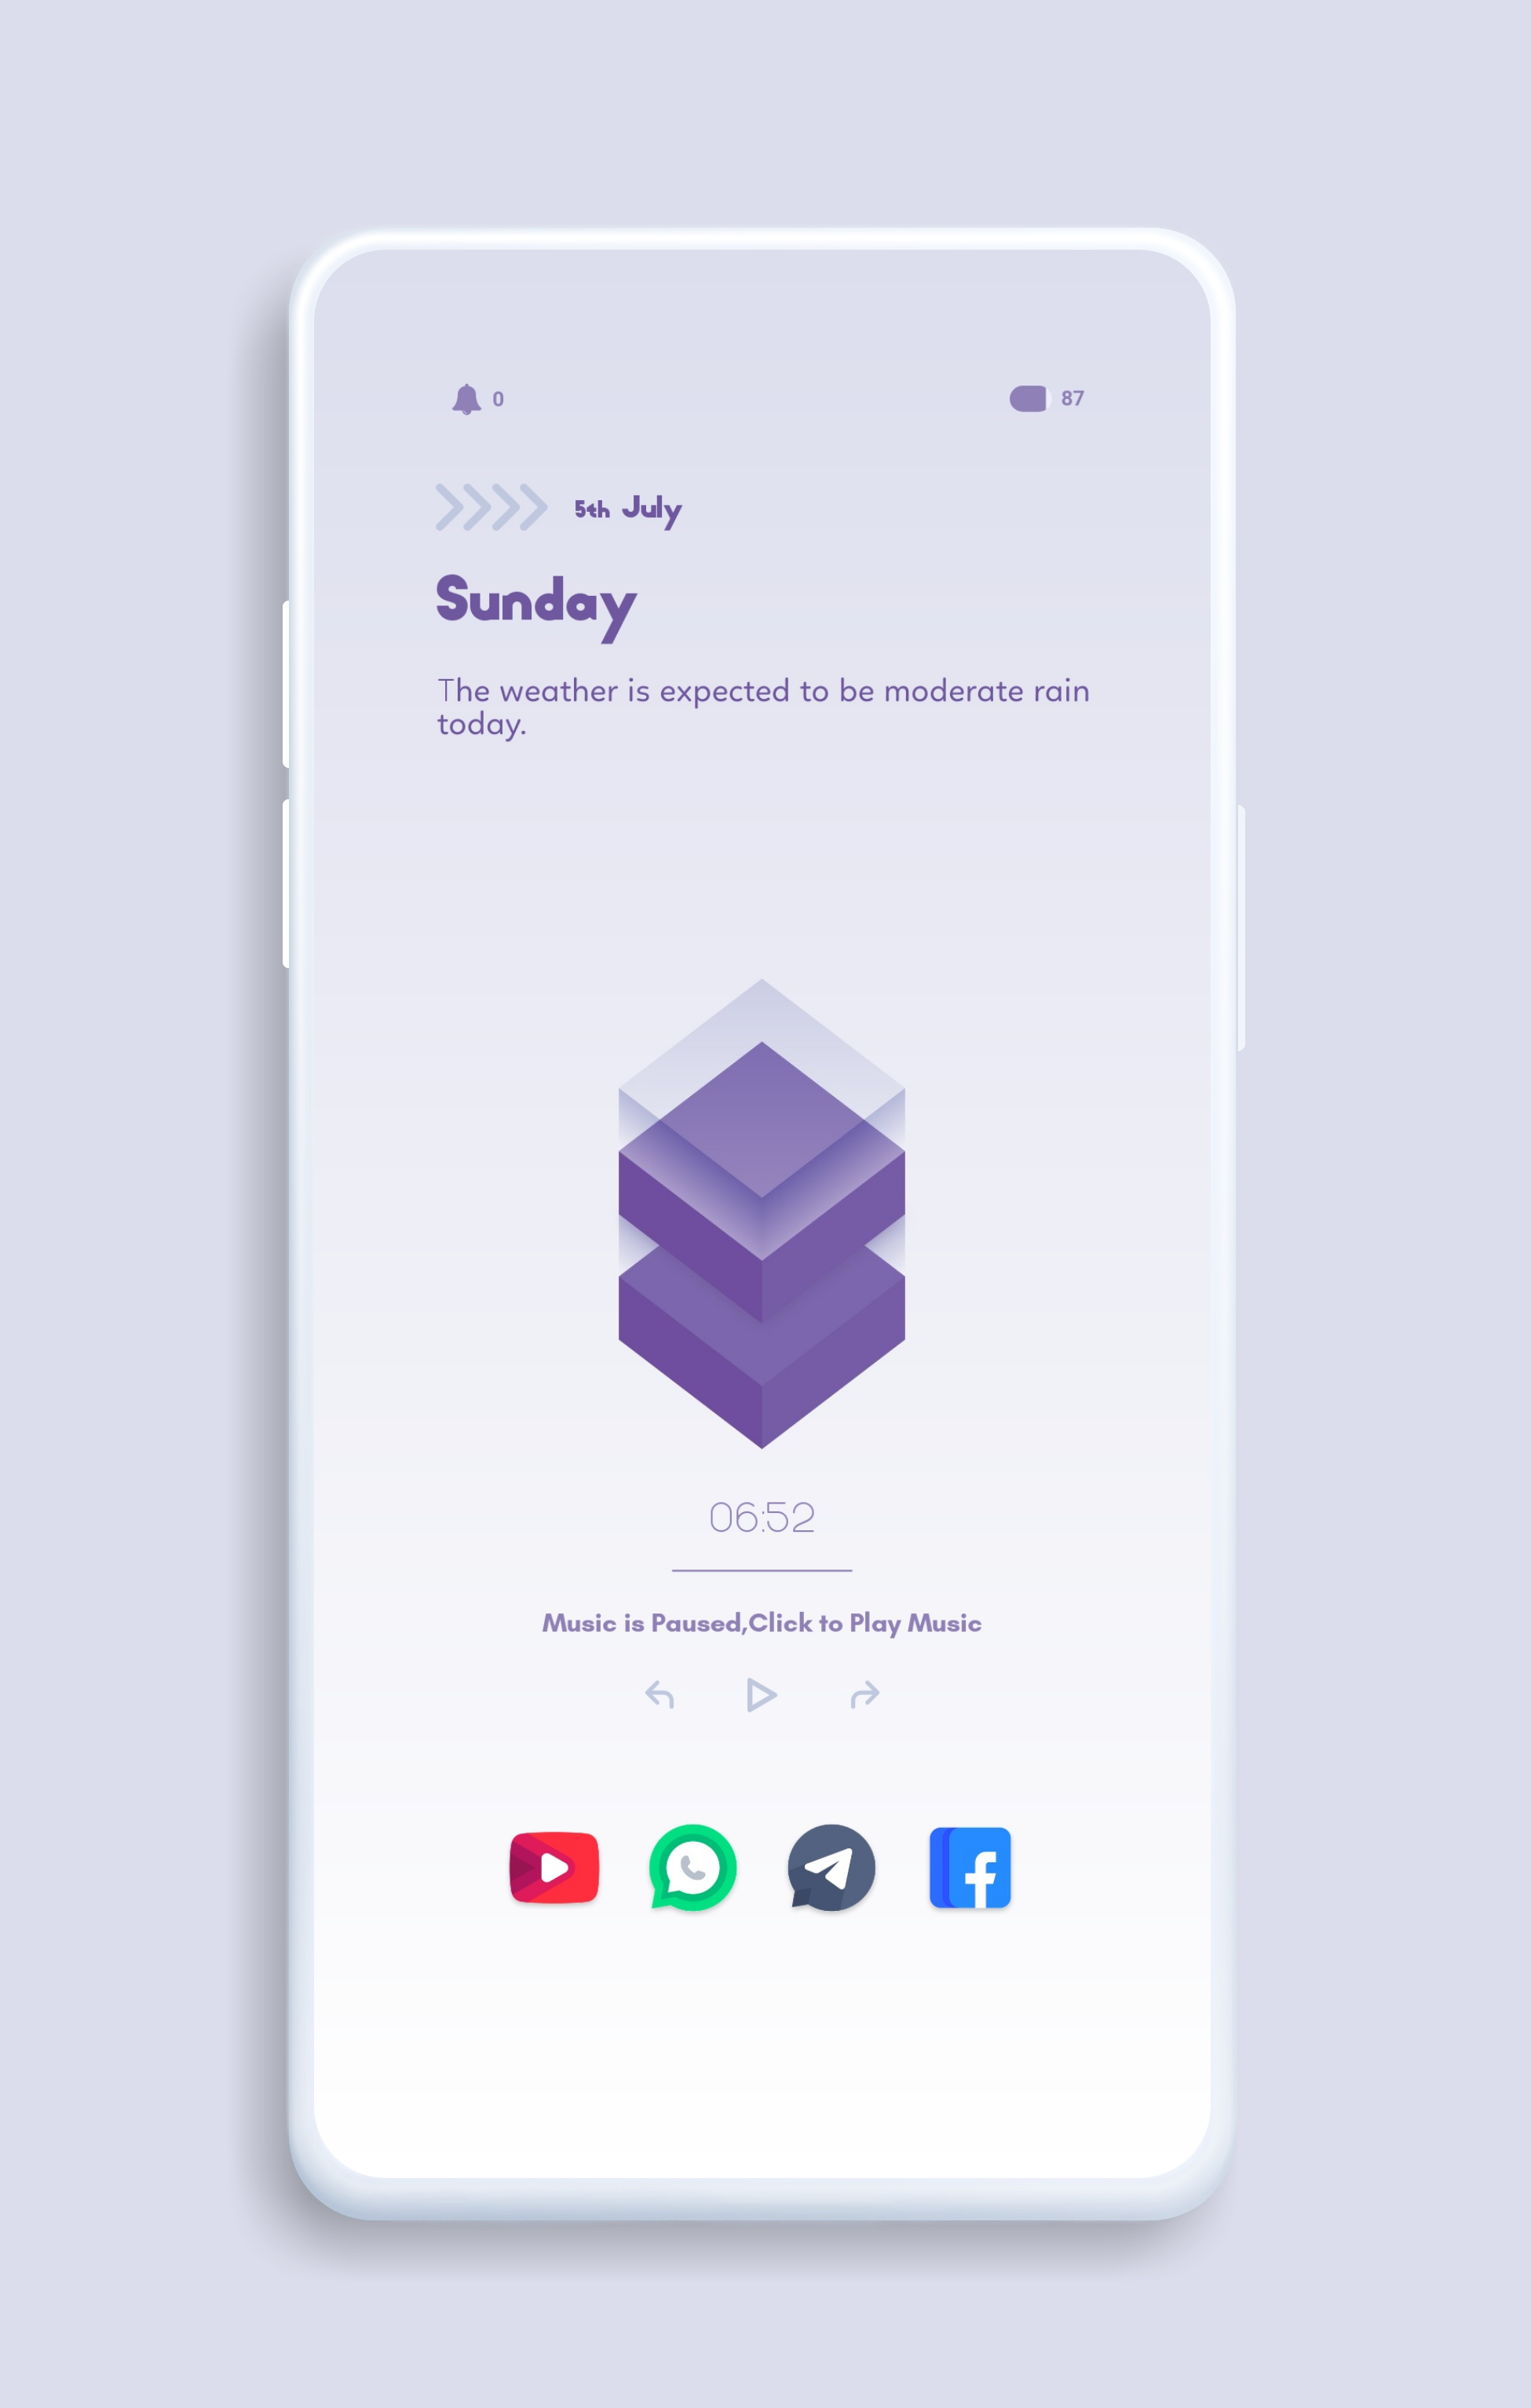 0
87
5th July
Sunday
The weather is expected to be moderate rain
today.
06:52
Music is Paused,Click to Play Music